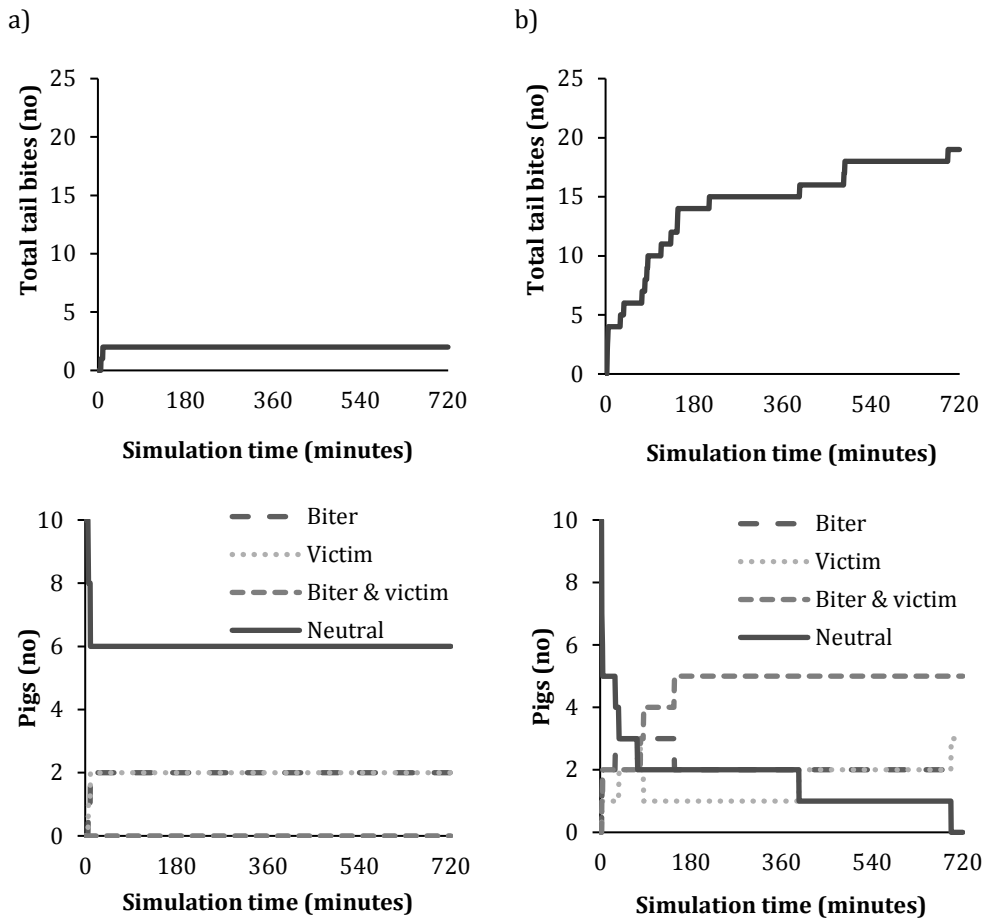 a)
b)
Total tail bites (no)
25
20
15
10
5
0
0 180 360 540 720
Simulation time (minutes)
Total tail bites (no)
25
20
15
10
5
0
0 180 360 540 720
Simulation time (minutes)
Pigs (no)
10
8
6
4
2
0
Biter
Victim
Biter & victim
Neutral
0 180 360 540 720
Simulation time (minutes)
Pigs (no)
10
8
6
4
2
0
Biter
Victim
Biter & victim
Neutral
0 180 360 540 720
Simulation time (minutes)